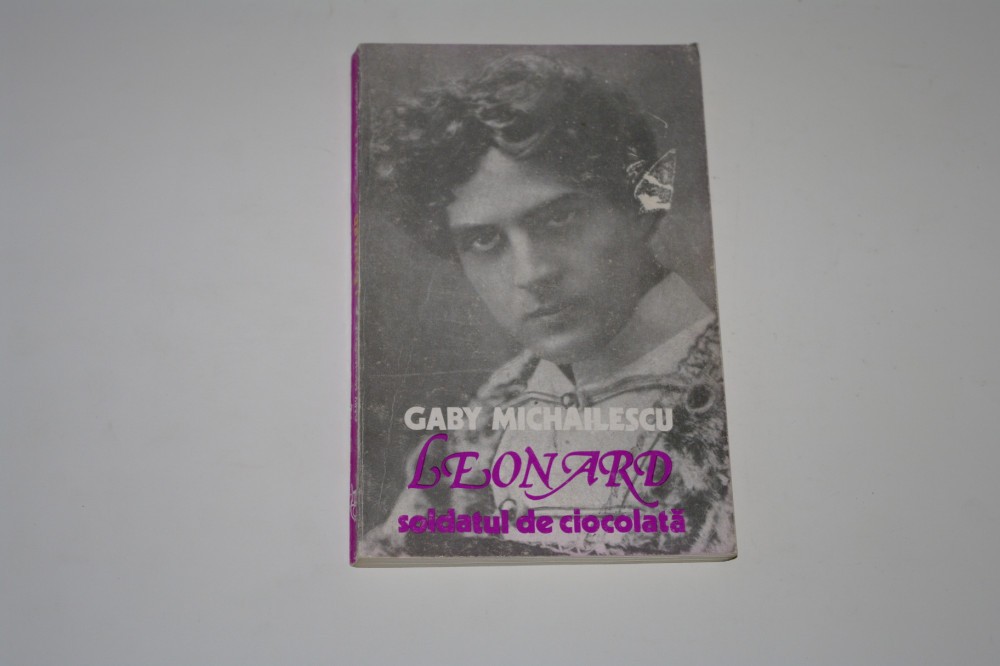 GABY MICHAILESCU
LEONARD
soldatul de ciocolată